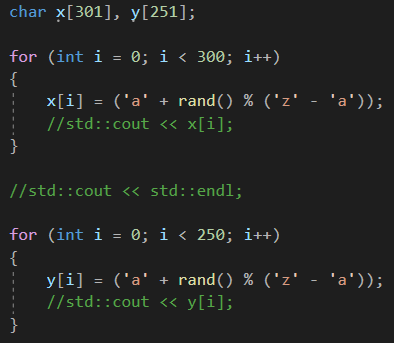 char x[301], y[251];
for (int i = 0; i < 300; i++)
{
x[i] = ('a' + rand() % ('z' - 'a'));
//std::cout << x[i];
}
//std::cout << std::endl;
for (int i = 0; i < 250; i++)
{
y[i] = ('a' + rand() % ('z' - 'a'));
//std::cout << y[i];
}